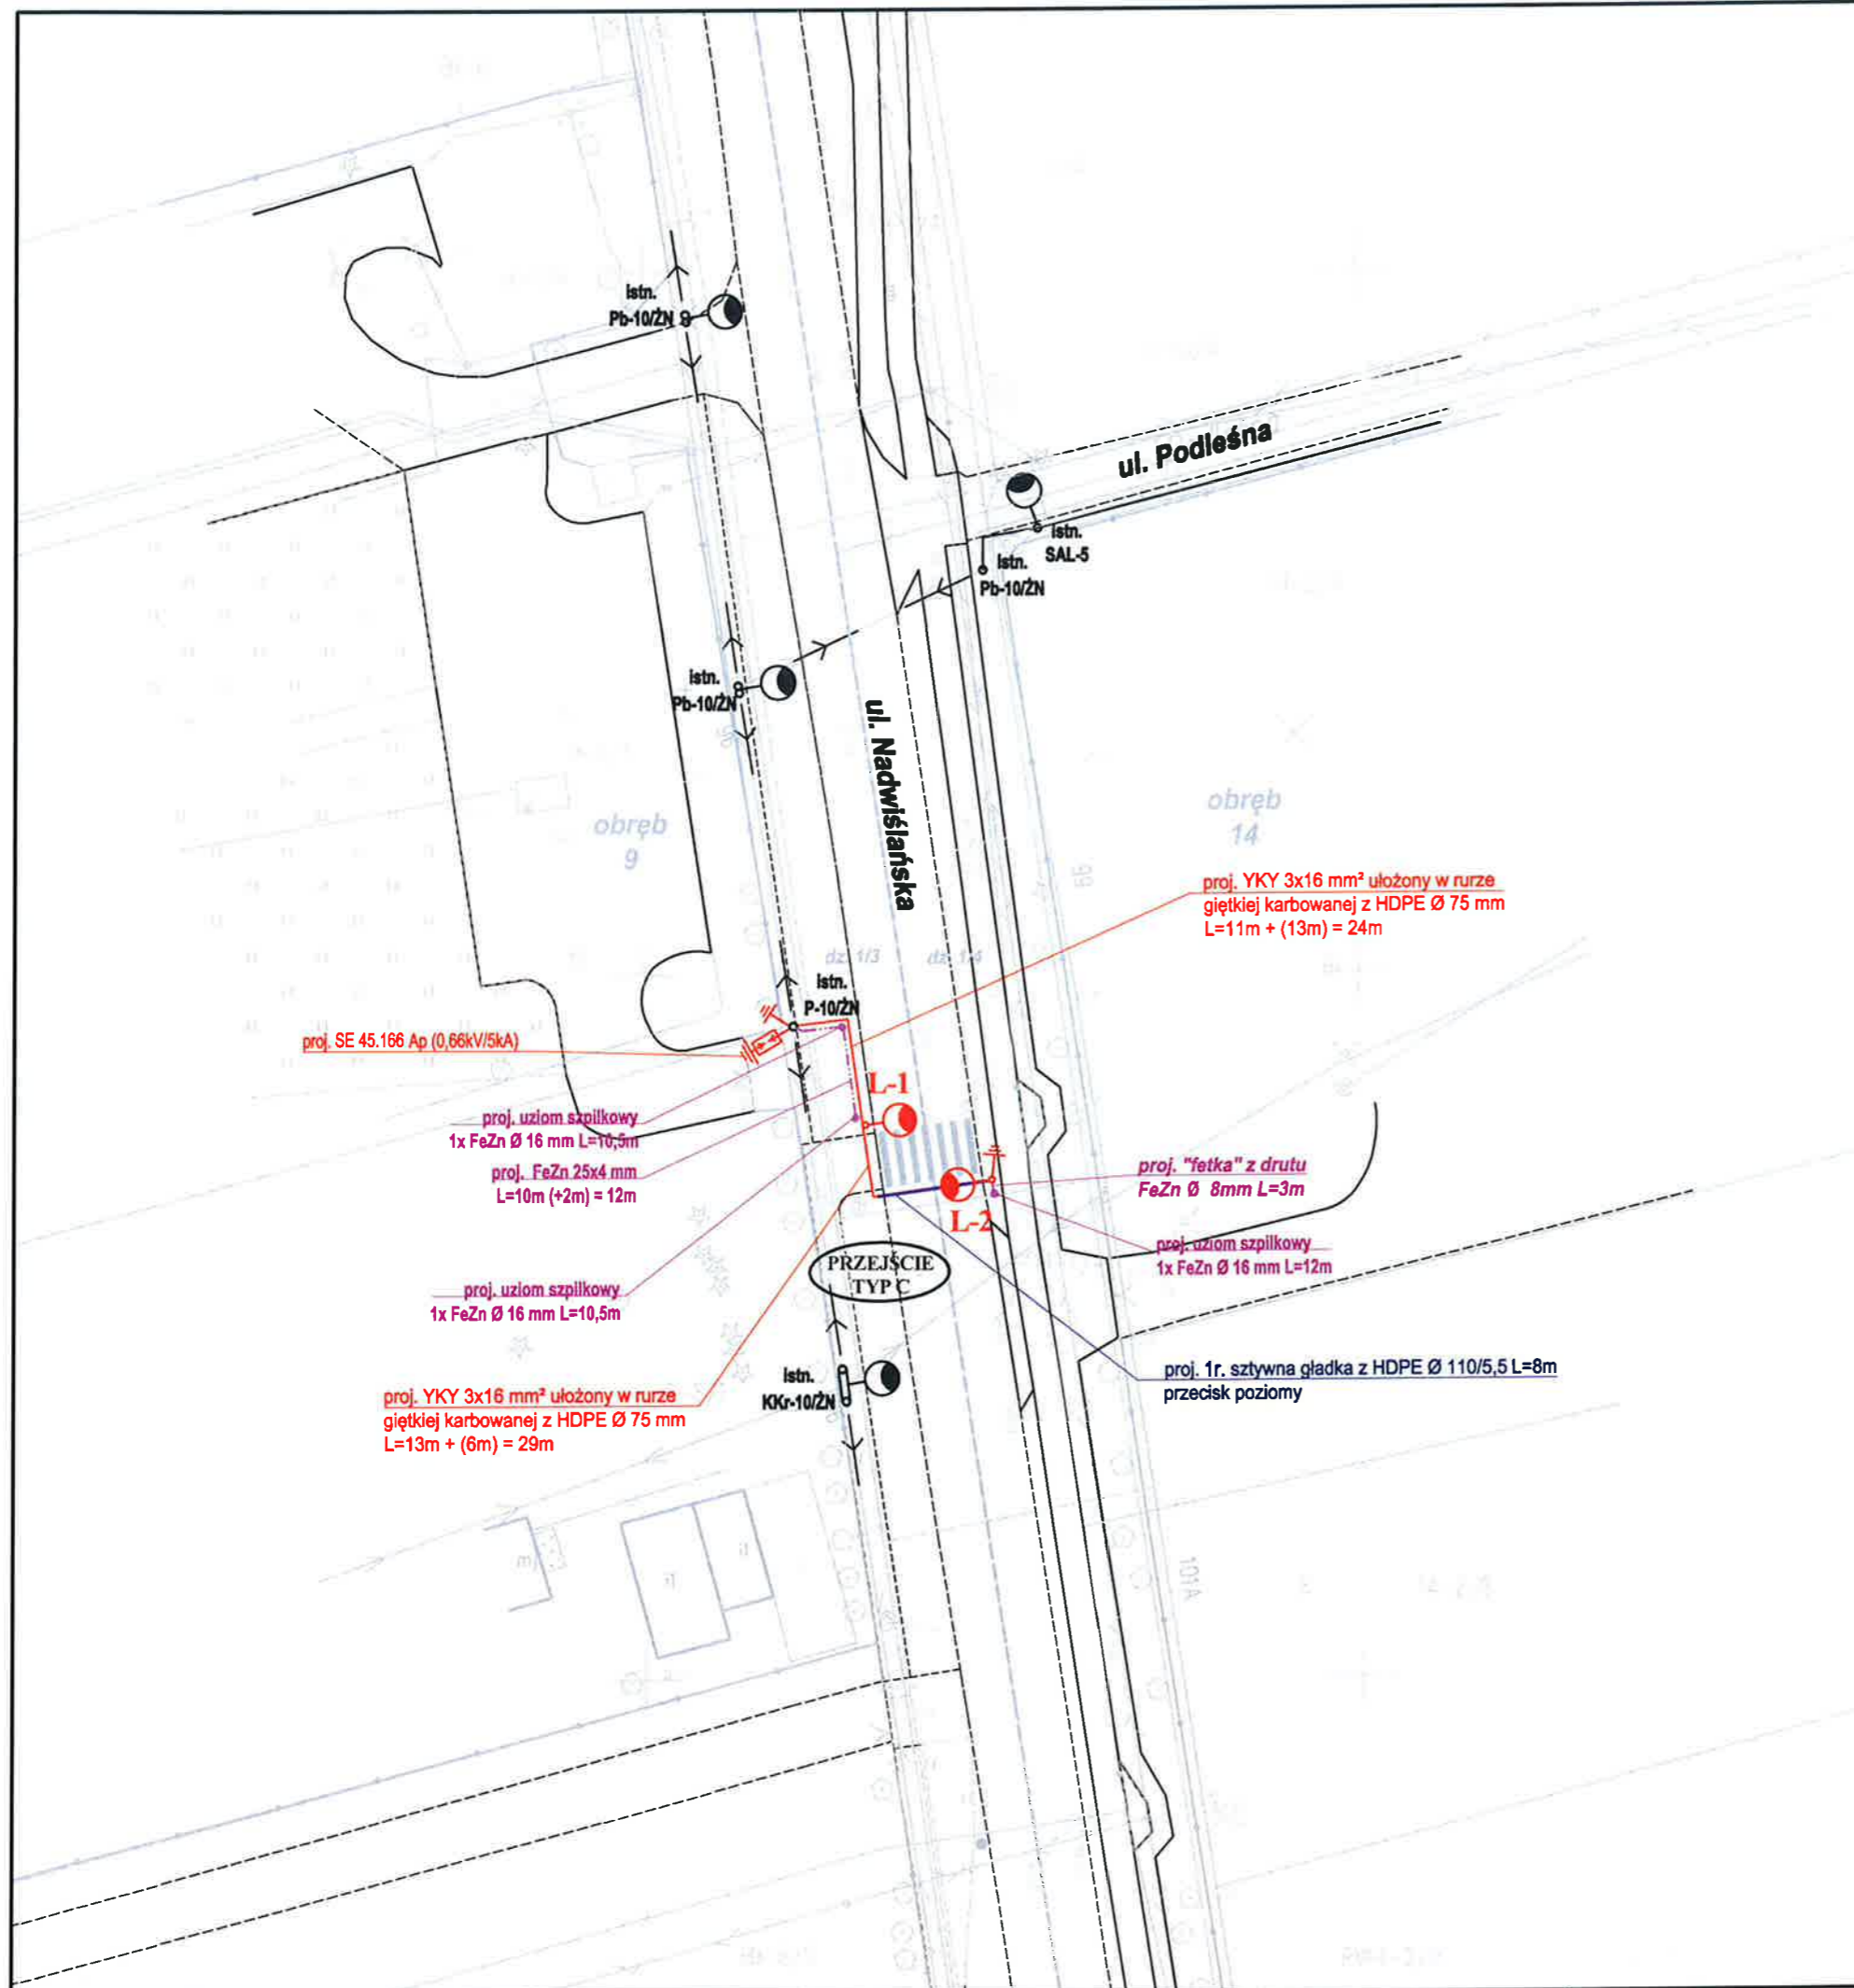 istn.
Pb-10/ŻN
ul. Podleśna
istn.
SAL-5
istn.
Pb-10/ŻN
istn.
Pb-10/ŻN
ul. Nadwiślańska
obręb
9
obręb
14
99
proj. YKY 3x16 mm² ułożony w rurze
giętkiej karbowanej z HDPE Ø 75 mm
L=11m + (13m) = 24m
dz. 1/3
dz. 1/4
istn.
P-10/ŻN
proj. SE 45.166 Ap (0,66kV/5kA)
L-1
proj. uziom szpilkowy
1x FeZn Ø 16 mm L=10,5m
proj. FeZn 25x4 mm
L=10m (+2m) = 12m
proj. "fetka" z drutu
FeZn Ø 8mm L=3m
L-2
proj. uziom szpilkowy
1x FeZn Ø 16 mm L=12m
PRZEJŚCIE
TYP C
proj. uziom szpilkowy
1x FeZn Ø 16 mm L=10,5m
istn.
KKr-10/ŻN
proj. 1r. sztywna gładka z HDPE Ø 110/5,5 L=8m
przecisk poziomy
proj. YKY 3x16 mm² ułożony w rurze
giętkiej karbowanej z HDPE Ø 75 mm
L=13m + (6m) = 29m
m
101A